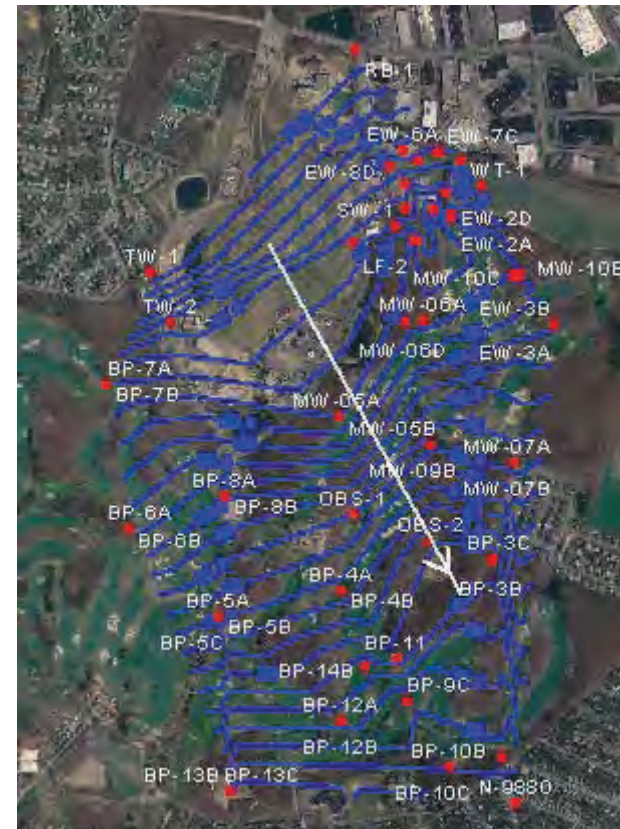 RB-1
EW-6A EW-7C
EW-8D WT-1
SW-1 EW-2D
EW-2A
TW-1 LF-2 MW-10C MW-10B
TW-2 MW-06A EW-3B
MW-06D EW-3A
BP-7A
BP-7B
MW-05A
MW-05B
MW-09B MW-07A
BP-8A MW-07B
BP-8B OBS-1
BP-6A OBS-2
BP-6B BP-3C
BP-4A BP-3B
BP-5A BP-4B
BP-5B
BP-5C BP-11
BP-14B
BP-9C
BP-12A
BP-12B BP-10B
BP-13B BP-13C
BP-10C N-9880